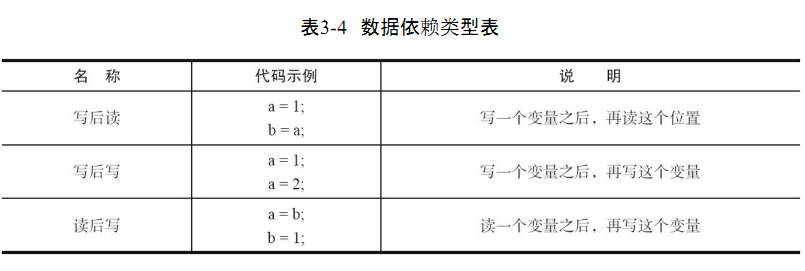 表3-4 数据依赖类型表
名 称 代码示例 说 明
写后读 a = 1; 写一个变量之后，再读这个位置
b = a;
写后写 a = 1; 写一个变量之后，再写这个变量
a = 2;
读后写 a = b; 读一个变量之后，再写这个变量
b = 1;